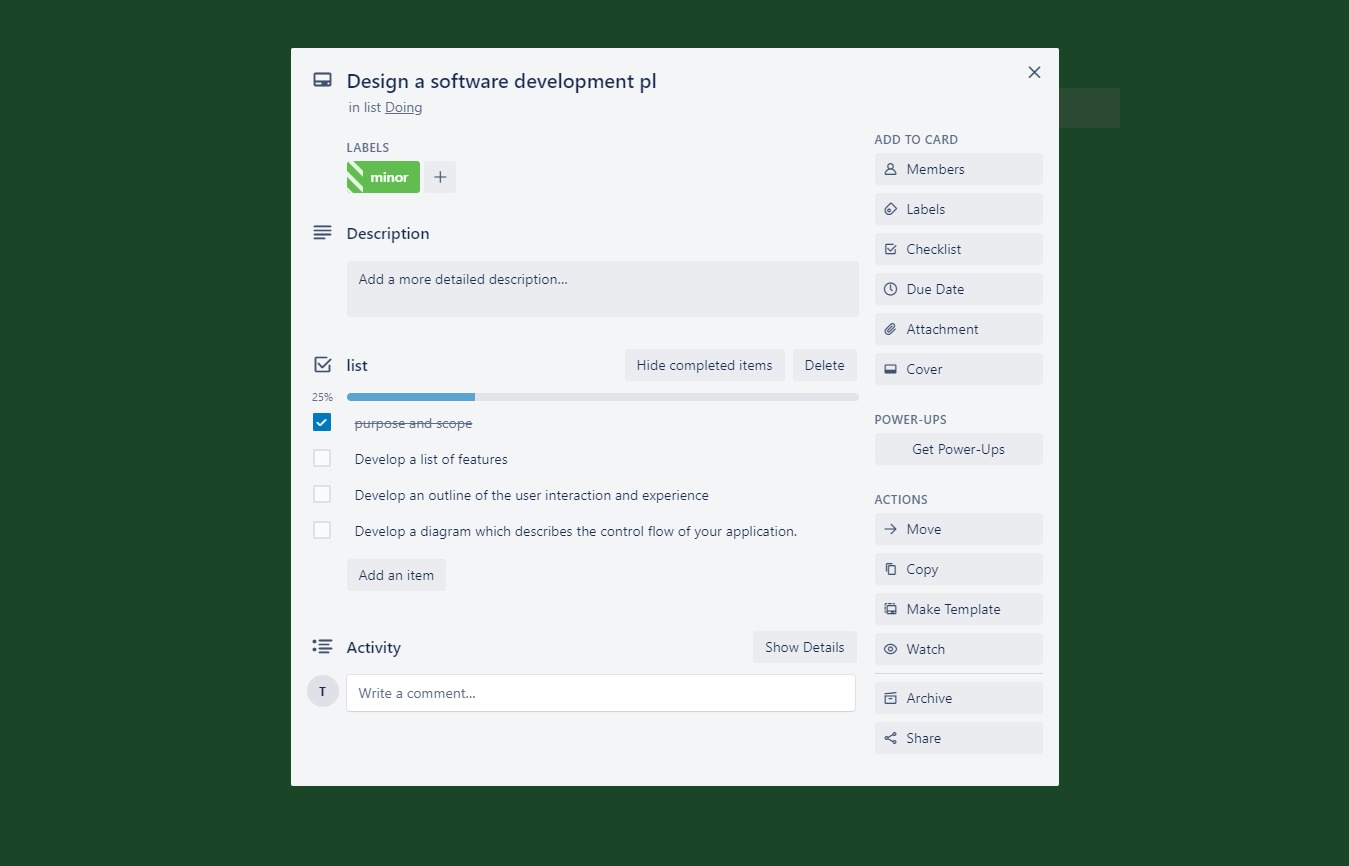 Design a software development pl
in list Doing
LABELS
minor
Description
Add a more detailed description...
list
Hide completed items
Delete
25%
purpose and scope
Develop a list of features
Develop an outline of the user interaction and experience
Develop a diagram which describes the control flow of your application.
Add an item
Activity
Show Details
T
Write a comment...
ADD TO CARD
Members
Labels
Checklist
Due Date
Attachment
Cover
POWER-UPS
Get Power-Ups
ACTIONS
Move
Copy
Make Template
Watch
Archive
Share